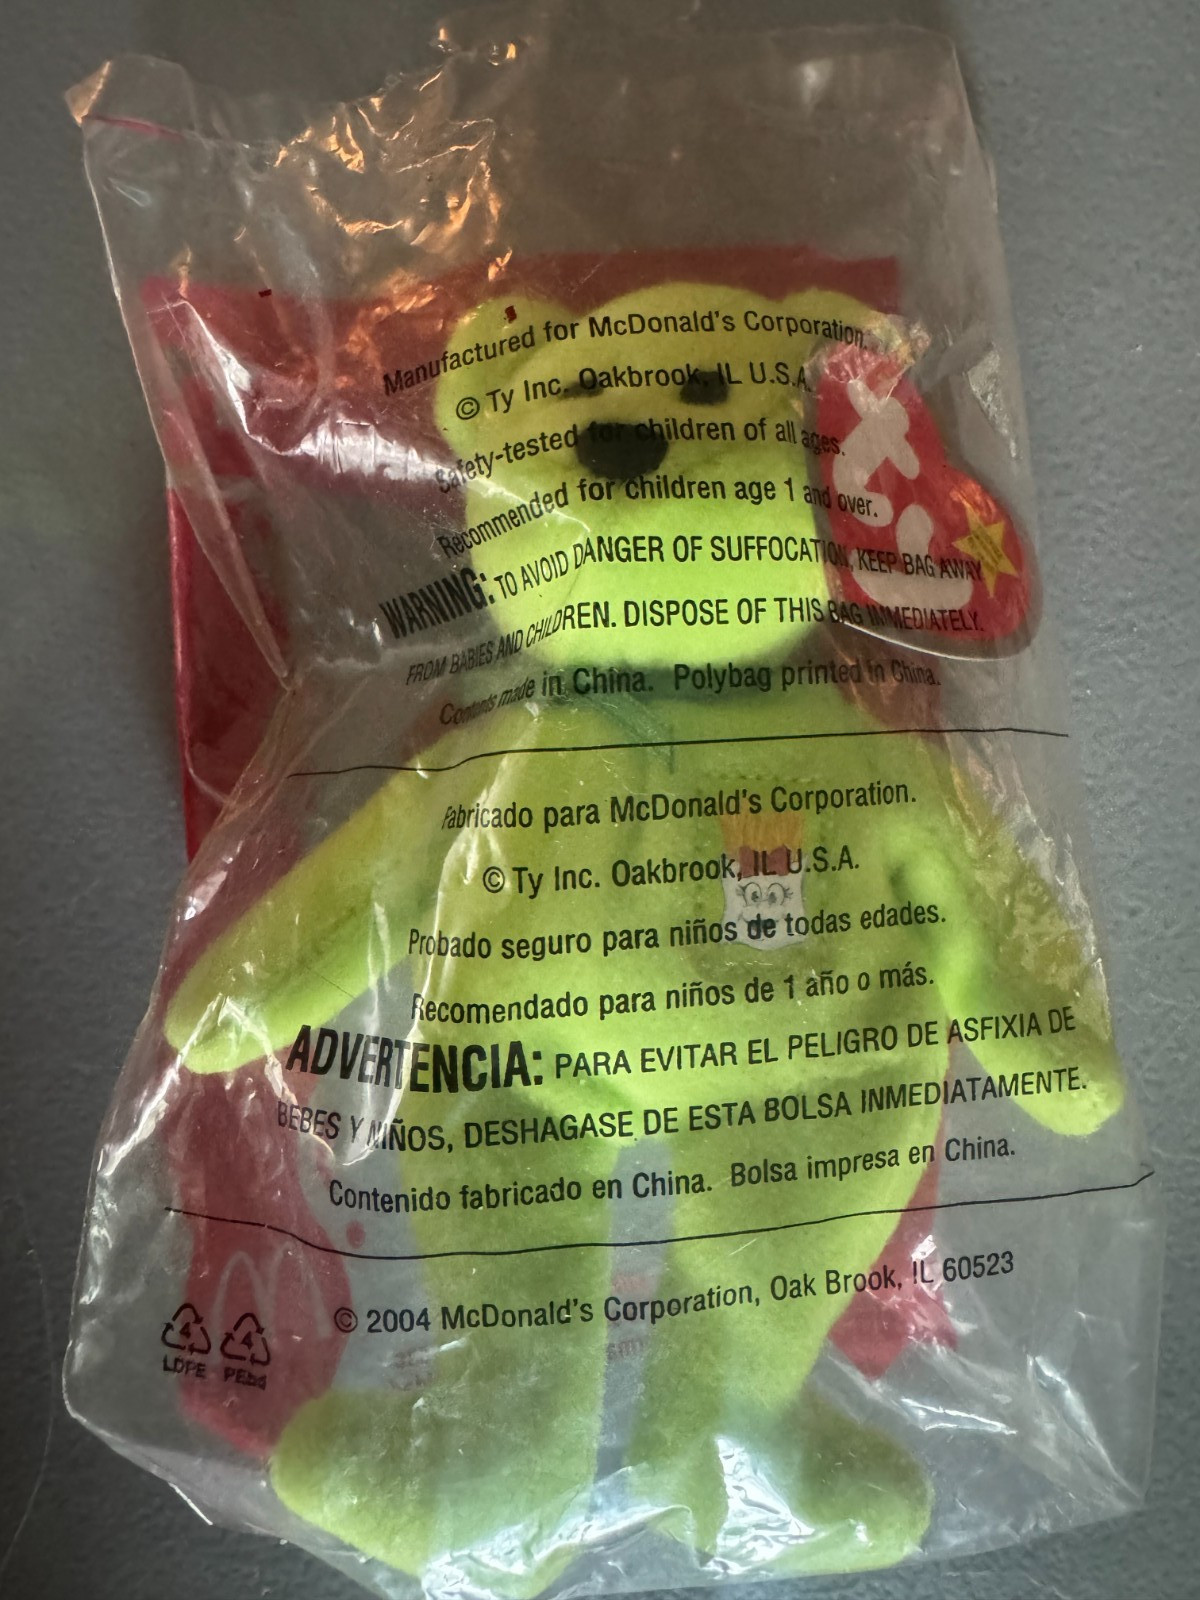 Manufactured for McDonald's Corporation.
© Ty Inc. Oakbrook, IL U.S.A.
Safety-tested for children of all ages.
Recommended for children age 1 and over.
WARNING: TO AVOID DANGER OF SUFFOCATION, KEEP BAG AWAY
FROM BABIES AND CHILDREN. DISPOSE OF THIS BAG IMMEDIATELY.
Contents made in China. Polybag printed in China.
ty
Fabricado para McDonald's Corporation.
© Ty Inc. Oakbrook, IL U.S.A.
Probado seguro para niños de todas edades.
Recomendado para niños de 1 año o más.
ADVERTENCIA: PARA EVITAR EL PELIGRO DE ASFIXIA DE
BEBES Y NIÑOS, DESHAGASE DE ESTA BOLSA INMEDIATAMENTE.
Contenido fabricado en China. Bolsa impresa en China.
© 2004 McDonald's Corporation, Oak Brook, IL 60523
4 4
LDPE PEbd